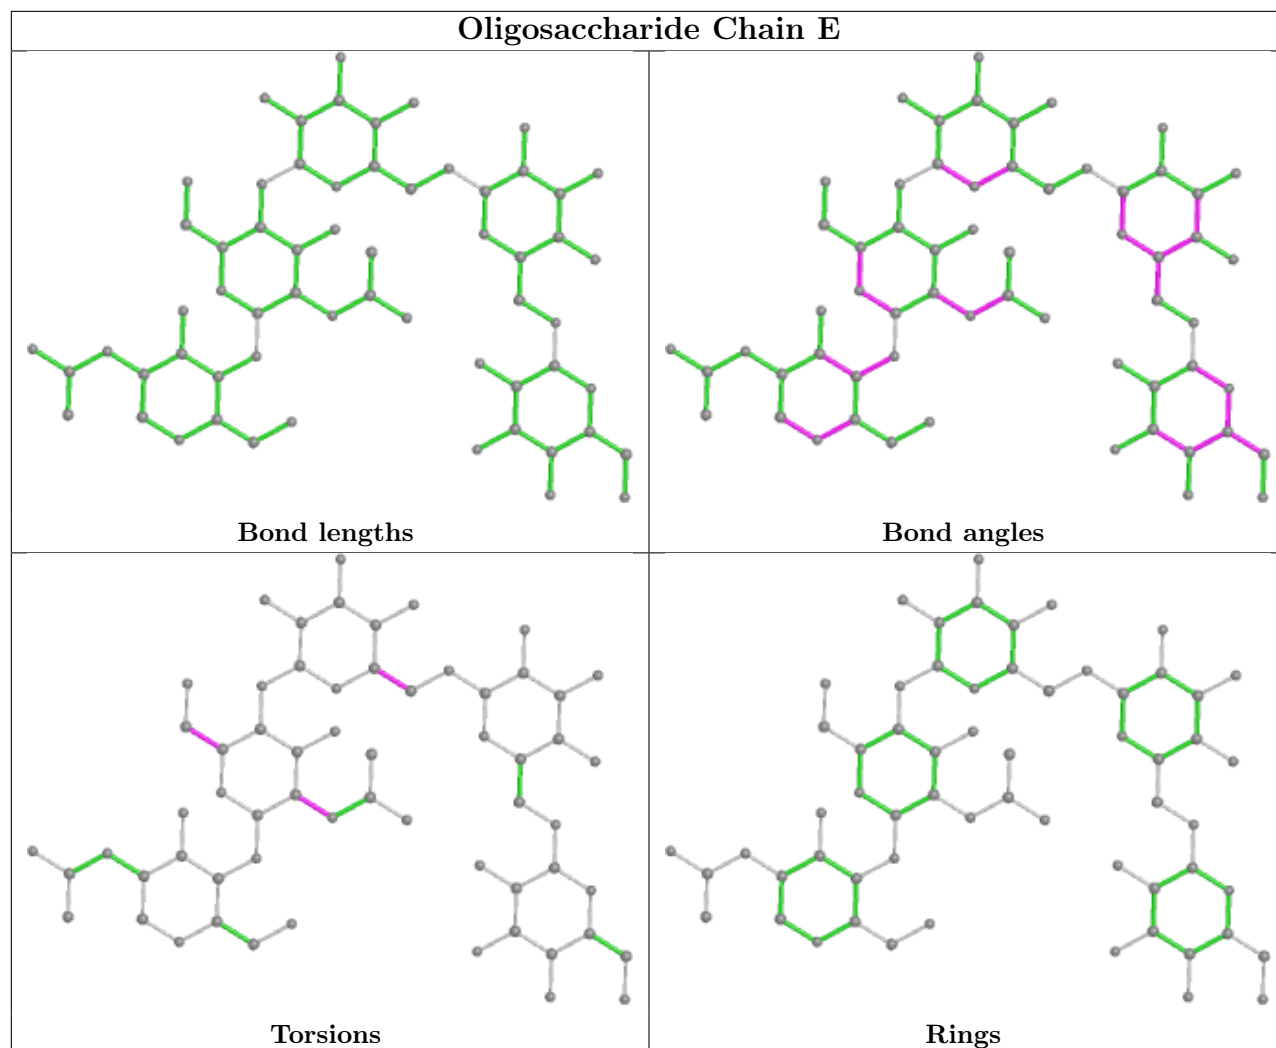 Oligosaccharide Chain E
Bond lengths
Bond angles
Torsions
Rings